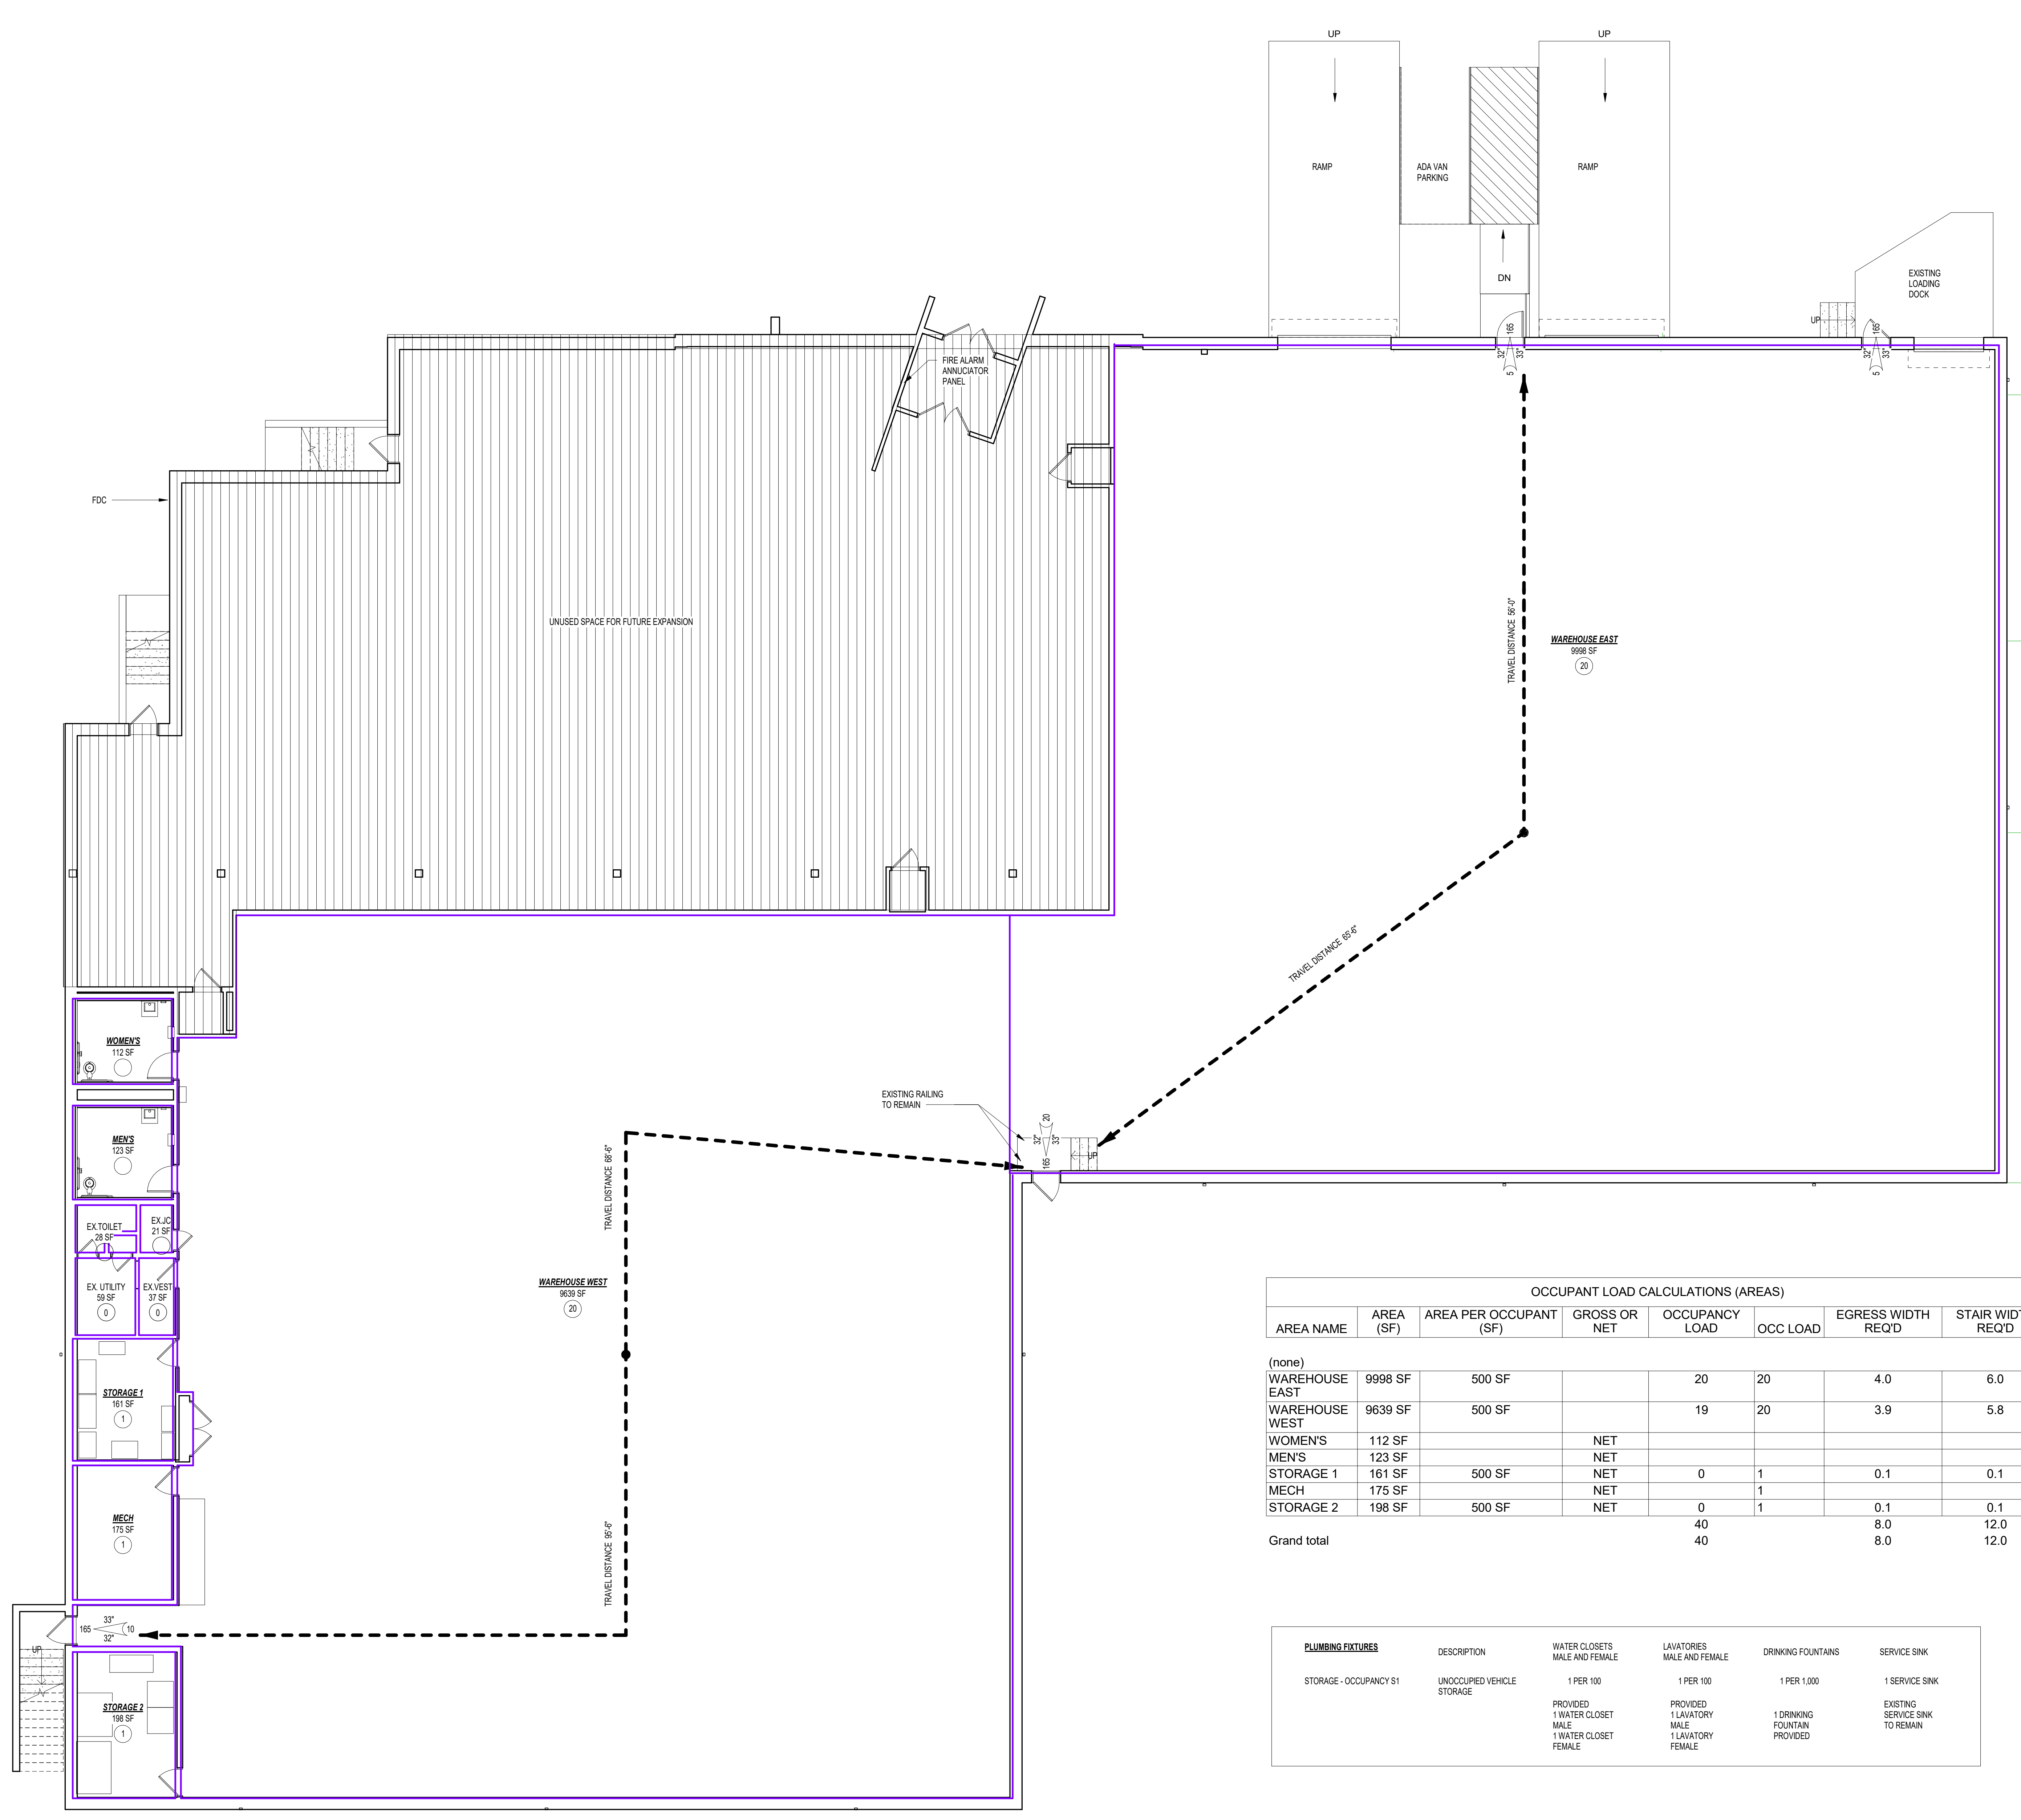 UP
UP
RAMP
ADA VAN
PARKING
RAMP
DN
EXISTING
LOADING
DOCK
UP
165
32"
33"
5
165
32"
33"
5
FIRE ALARM
ANNUCIATOR
PANEL
FDC
UNUSED SPACE FOR FUTURE EXPANSION
TRAVEL DISTANCE 56'-0"
WAREHOUSE EAST
9998 SF
20
TRAVEL DISTANCE 65'-6"
WOMEN'S
112 SF
EXISTING RAILING
TO REMAIN
20
32"
33"
165
UP
MEN'S
123 SF
TRAVEL DISTANCE 66'-6"
EX.TOILET
28 SF
EX.JC
21 SF
EX. UTILITY
59 SF
0
EX.VEST
37 SF
0
WAREHOUSE WEST
9639 SF
20
STORAGE 1
161 SF
1
MECH
175 SF
1
TRAVEL DISTANCE 95'-6"
33"
165
10
32"
UP
STORAGE 2
198 SF
1
OCCUPANT LOAD CALCULATIONS (AREAS)
AREA NAME AREA (SF) AREA PER OCCUPANT (SF) GROSS OR NET OCCUPANCY LOAD OCC LOAD EGRESS WIDTH REQ'D STAIR WIDT REQ'D
(none)
WAREHOUSE EAST 9998 SF 500 SF 20 20 4.0 6.0
WAREHOUSE WEST 9639 SF 500 SF 19 20 3.9 5.8
WOMEN'S 112 SF NET
MEN'S 123 SF NET
STORAGE 1 161 SF 500 SF NET 0 1 0.1 0.1
MECH 175 SF NET 1
STORAGE 2 198 SF 500 SF NET 0 1 0.1 0.1
40 8.0 12.0
Grand total 40 8.0 12.0
PLUMBING FIXTURES
DESCRIPTION
WATER CLOSETS
MALE AND FEMALE
LAVATORIES
MALE AND FEMALE
DRINKING FOUNTAINS
SERVICE SINK
STORAGE - OCCUPANCY S1
UNOCCUPIED VEHICLE
STORAGE
1 PER 100
1 PER 100
1 PER 1,000
1 SERVICE SINK
PROVIDED
1 WATER CLOSET
MALE
1 WATER CLOSET
FEMALE
PROVIDED
1 LAVATORY
MALE
1 LAVATORY
FEMALE
1 DRINKING
FOUNTAIN
PROVIDED
EXISTING
SERVICE SINK
TO REMAIN